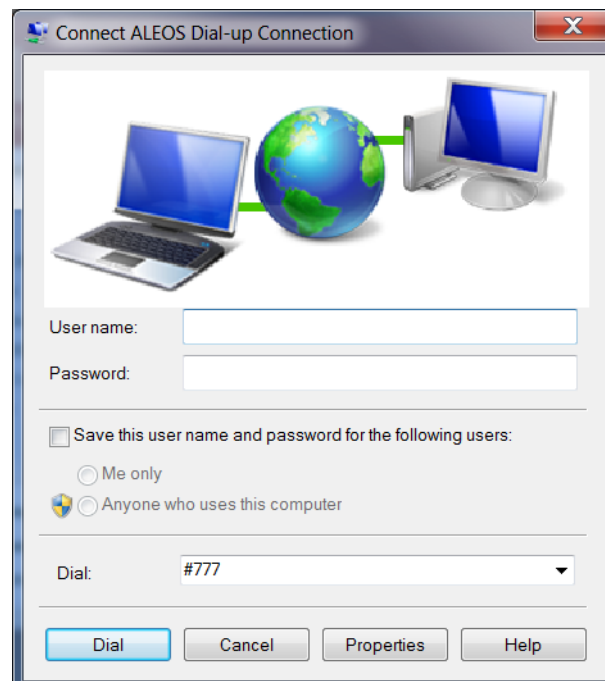 Connect ALEOS Dial-up Connection
User name:
Password:
Save this user name and password for the following users:
Me only
Anyone who uses this computer
Dial: #777
Dial Cancel Properties Help